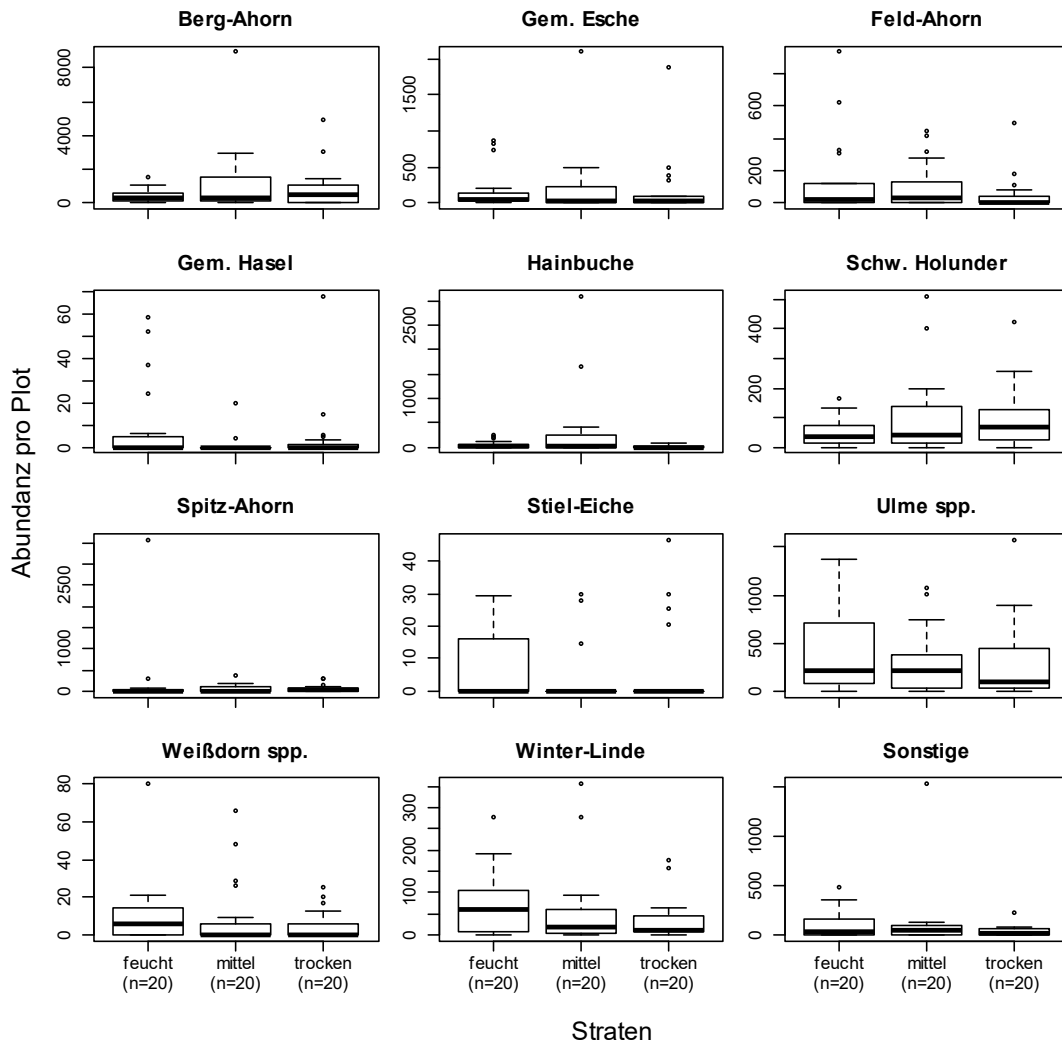 Berg-Ahorn Gem. Esche Feld-Ahorn
0 4000 8000
0 500 1500
0 200 600
Gem. Hasel Hainbuche Schw. Holunder
0 20 40 60
0 1000 2500
0 100 200 300 400
Spitz-Ahorn Stiel-Eiche Ulme spp.
0 1000 2500
0 10 20 30 40
0 500 1000
Weißdorn spp. Winter-Linde Sonstige
0 20 40 60 80
0 50 100 200 300
0 500 1000
feucht mittel trocken feucht mittel trocken feucht mittel trocken
(n=20) (n=20) (n=20) (n=20) (n=20) (n=20) (n=20) (n=20) (n=20)
Abundanz pro Plot
Straten